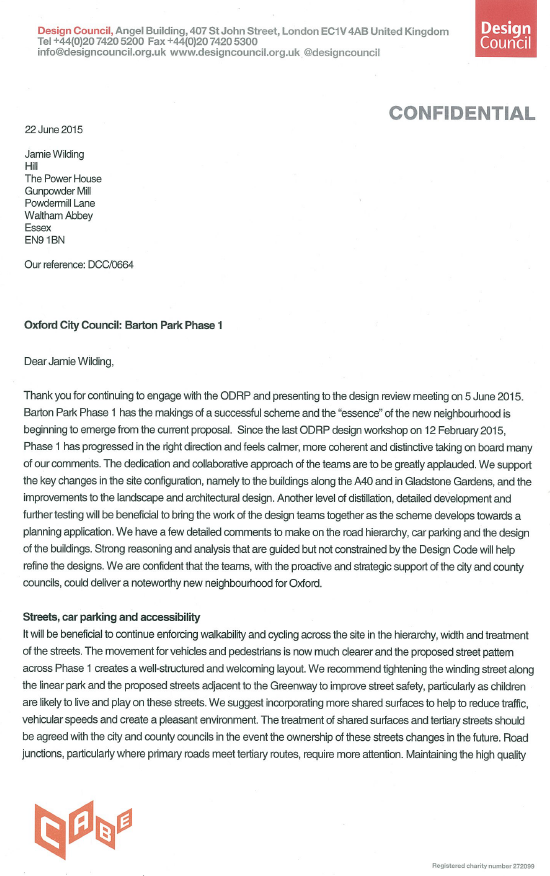 Design Council, Angel Building, 407 St John Street, London EC1V 4AB United Kingdom
Tel +44(0)20 7420 5200 Fax +44(0)20 7420 5300
info@designcouncil.org.uk www.designcouncil.org.uk @designcouncil
Design
Council
CONFIDENTIAL
22 June 2015
Jamie Wilding
Hill
The Power House
Gunpowder Mill
Powdermill Lane
Waltham Abbey
Essex
EN9 1BN
Our reference: DCC/0664
Oxford City Council: Barton Park Phase 1
Dear Jamie Wilding,
Thank you for continuing to engage with the ODRP and presenting to the design review meeting on 5 June 2015.
Barton Park Phase 1 has the makings of a successful scheme and the “essence” of the new neighbourhood is
beginning to emerge from the current proposal. Since the last ODRP design workshop on 12 February 2015,
Phase 1 has progressed in the right direction and feels calmer, more coherent and distinctive taking on board many
of our comments. The dedication and collaborative approach of the teams are to be greatly applauded. We support
the key changes in the site configuration, namely to the buildings along the A40 and in Gladstone Gardens, and the
improvements to the landscape and architectural design. Another level of distillation, detailed development and
further testing will be beneficial to bring the work of the design teams together as the scheme develops towards a
planning application. We have a few detailed comments to make on the road hierarchy, car parking and the design
of the buildings. Strong reasoning and analysis that are guided but not constrained by the Design Code will help
refine the designs. We are confident that the teams, with the proactive and strategic support of the city and county
councils, could deliver a noteworthy new neighbourhood for Oxford.
Streets, car parking and accessibility
It will be beneficial to continue enforcing walkability and cycling across the site in the hierarchy, width and treatment
of the streets. The movement for vehicles and pedestrians is now much clearer and the proposed street pattern
across Phase 1 creates a well-structured and welcoming layout. We recommend tightening the winding street along
the linear park and the proposed streets adjacent to the Greenway to improve street safety, particularly as children
are likely to live and play on these streets. We suggest incorporating more shared surfaces to help to reduce traffic,
vehicular speeds and create a pleasant environment. The treatment of shared surfaces and tertiary streets should
be agreed with the city and county councils in the event the ownership of these streets changes in the future. Road
junctions, particularly where primary roads meet tertiary routes, require more attention. Maintaining the high quality
CABE
Registered charity number 272099